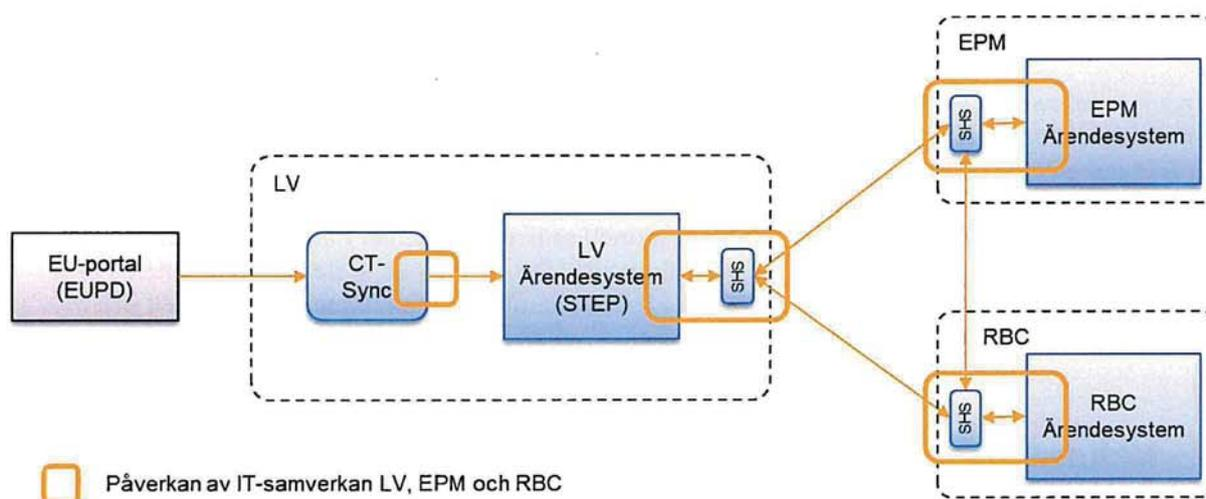 EPM
SHS
EPM
Ärendesystem
LV
EU-portal
(EUPD)
CT-
Sync
LV
Ärendesystem
(STEP)
SHS
RBC
SHS
RBC
Ärendesystem
Påverkan av IT-samverkan LV, EPM och RBC